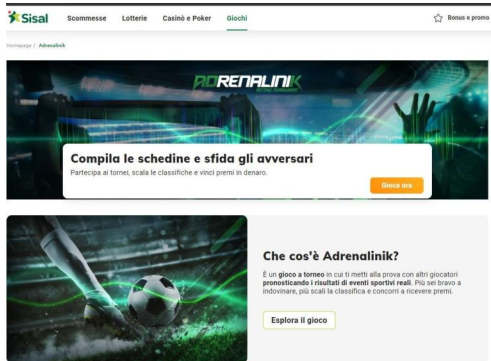 Sisal
Scommesse Lotterie Casinò e Poker Giochi Bonus e promo
Homepage / Adrenalinik
ADRENALINIK
BETTING TOURNAMENT
Compila le schedine e sfida gli avversari
Partecipa ai tornei, scala le classifiche e vinci premi in denaro.
Gioca ora
Che cos'è Adrenalinik?
È un gioco a torneo in cui ti metti alla prova con altri giocatori
pronosticando i risultati di eventi sportivi reali. Più sei bravo a
indovinare, più scali la classifica e concorri a ricevere premi.
Esplora il gioco